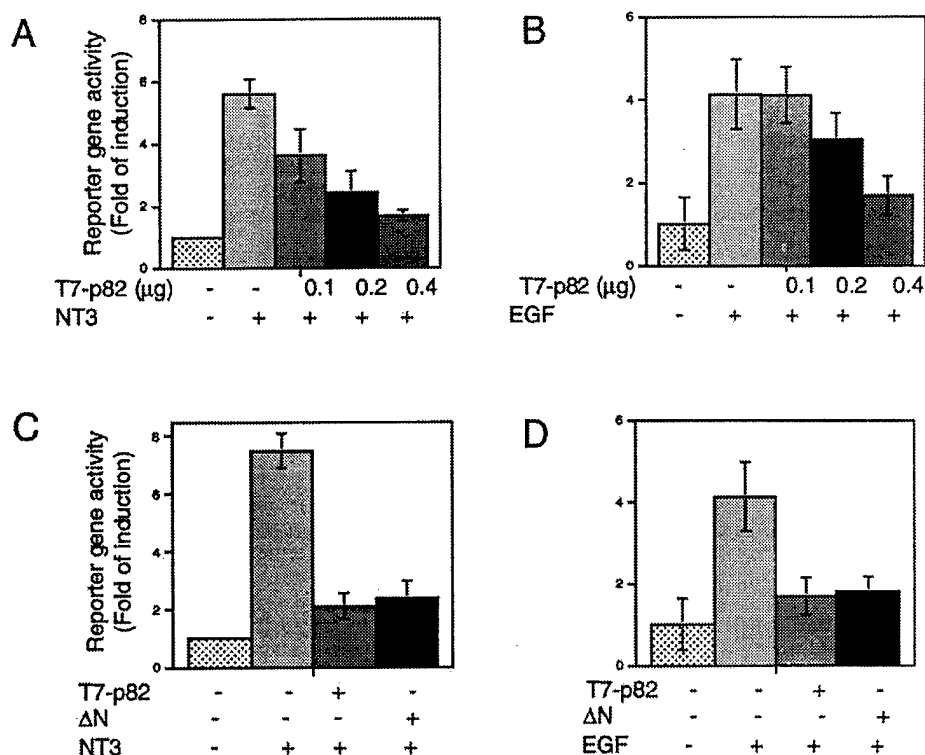 A
Reporter gene activity
(Fold of induction)
8
6
4
2
0
T7-p82 (µg) - - 0.1 0.2 0.4
NT3 - + + + +
B
6
4
2
0
T7-p82 (µg) - - 0.1 0.2 0.4
EGF - + + + +
C
Reporter gene activity
(Fold of induction)
8
6
4
2
0
T7-p82 - - + -
ΔN - - - +
NT3 - + + +
D
6
4
2
0
T7-p82 - - + -
ΔN - - - +
EGF - + + +